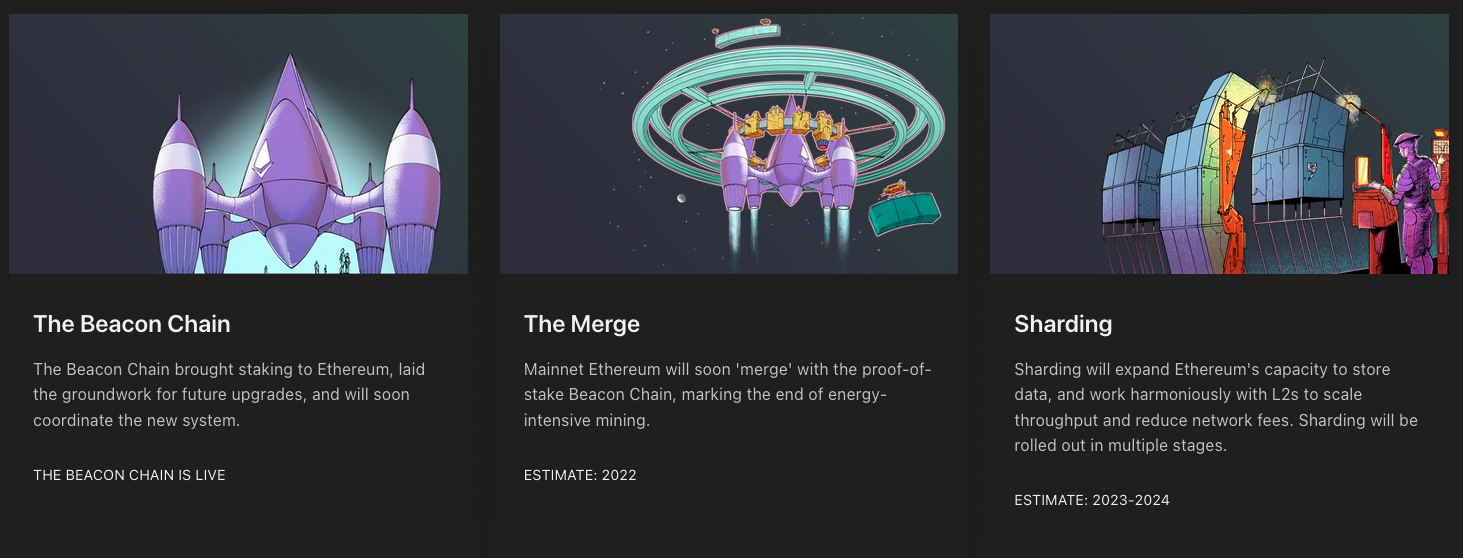 The Beacon Chain
The Beacon Chain brought staking to Ethereum, laid
the groundwork for future upgrades, and will soon
coordinate the new system.
THE BEACON CHAIN IS LIVE
The Merge
Mainnet Ethereum will soon 'merge' with the proof-of-
stake Beacon Chain, marking the end of energy-
intensive mining.
ESTIMATE: 2022
Sharding
Sharding will expand Ethereum's capacity to store
data, and work harmoniously with L2s to scale
throughput and reduce network fees. Sharding will be
rolled out in multiple stages.
ESTIMATE: 2023-2024